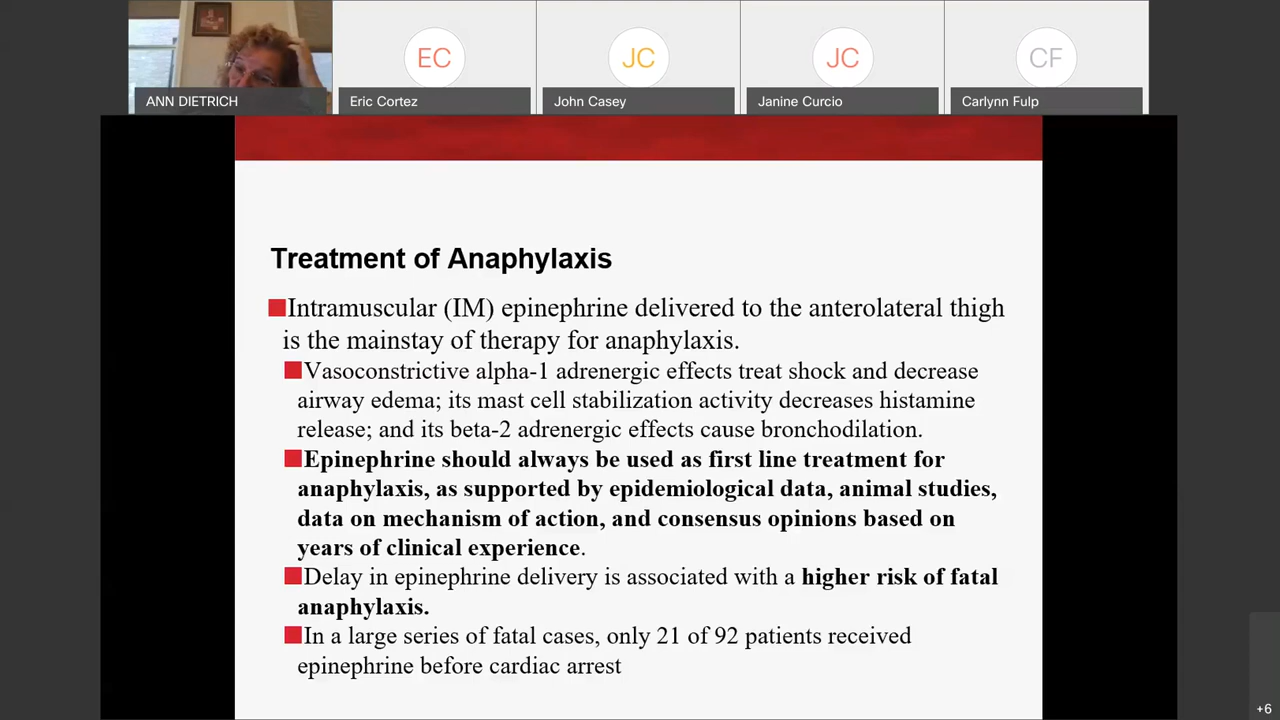 EC
JC
JC
CF
ANN DIETRICH
Eric Cortez
John Casey
Janine Curcio
Carlynn Fulp
Treatment of Anaphylaxis
Intramuscular (IM) epinephrine delivered to the anterolateral thigh
is the mainstay of therapy for anaphylaxis.
Vasoconstrictive alpha-1 adrenergic effects treat shock and decrease
airway edema; its mast cell stabilization activity decreases histamine
release; and its beta-2 adrenergic effects cause bronchodilation.
Epinephrine should always be used as first line treatment for
anaphylaxis, as supported by epidemiological data, animal studies,
data on mechanism of action, and consensus opinions based on
years of clinical experience.
Delay in epinephrine delivery is associated with a higher risk of fatal
anaphylaxis.
In a large series of fatal cases, only 21 of 92 patients received
epinephrine before cardiac arrest
+6